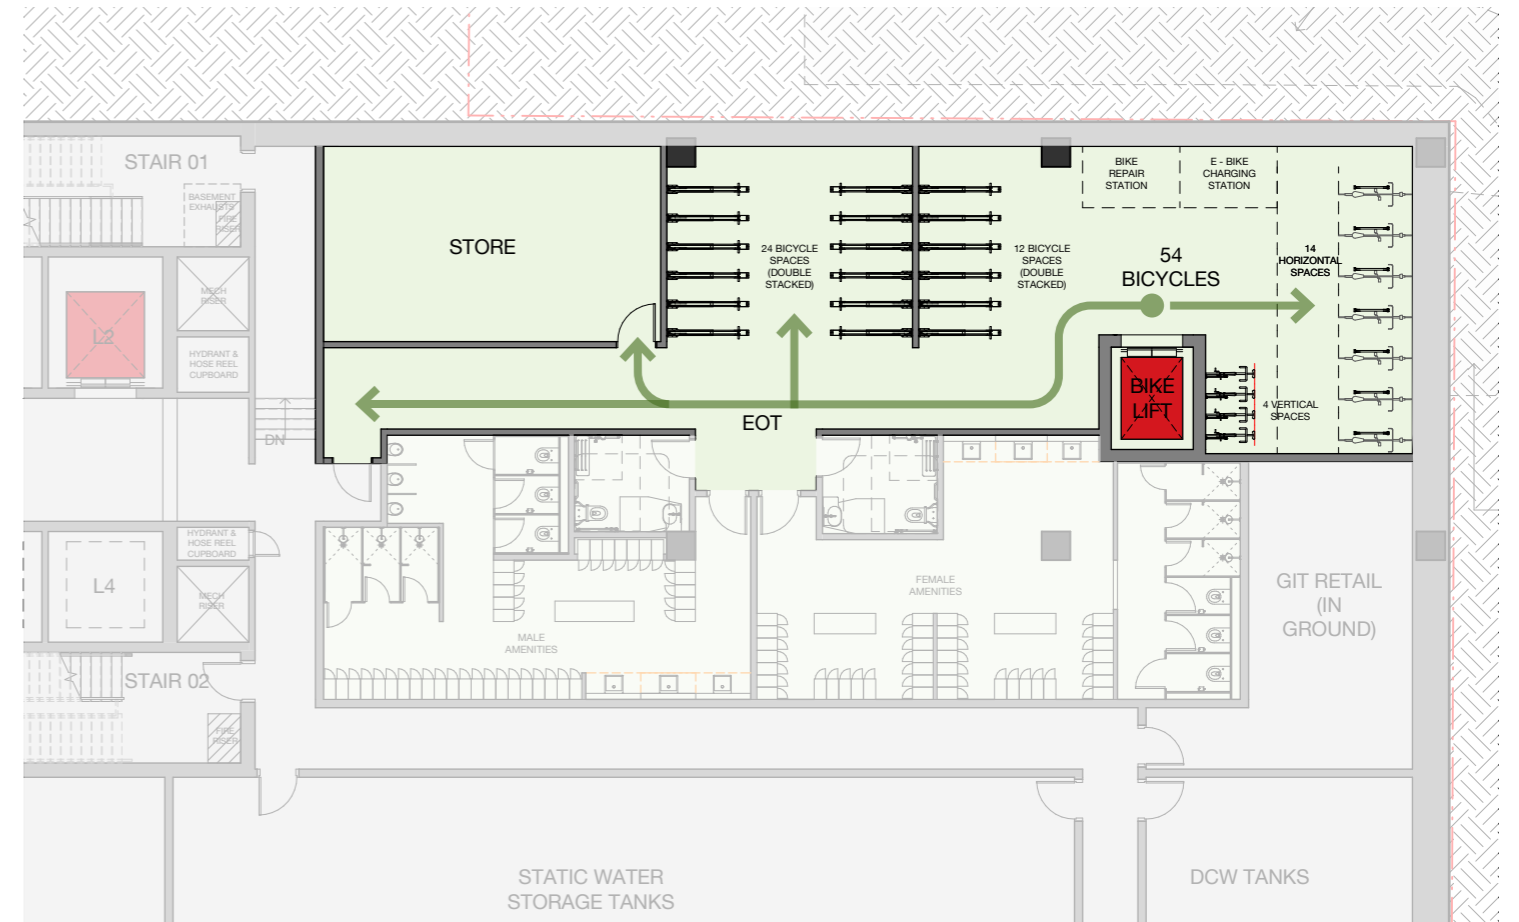 STAIR 01
BASEMENT
EXHAUSTS
FIRE
RISER
STORE
BIKE
REPAIR
STATION
E - BIKE
CHARGING
STATION
24 BICYCLE
SPACES
(DOUBLE
STACKED)
12 BICYCLE
SPACES
(DOUBLE
STACKED)
54
BICYCLES
14
HORIZONTAL
SPACES
MECH
RISER
L2
HYDRANT &
HOSE REEL
CUPBOARD
BIKE
LIFT
4 VERTICAL
SPACES
EOT
DN
HYDRANT &
HOSE REEL
CUPBOARD
L4
MECH
RISER
FEMALE
AMENITIES
GIT RETAIL
(IN
GROUND)
MALE
AMENITIES
STAIR 02
FIRE
RISER
STATIC WATER
STORAGE TANKS
DCW TANKS